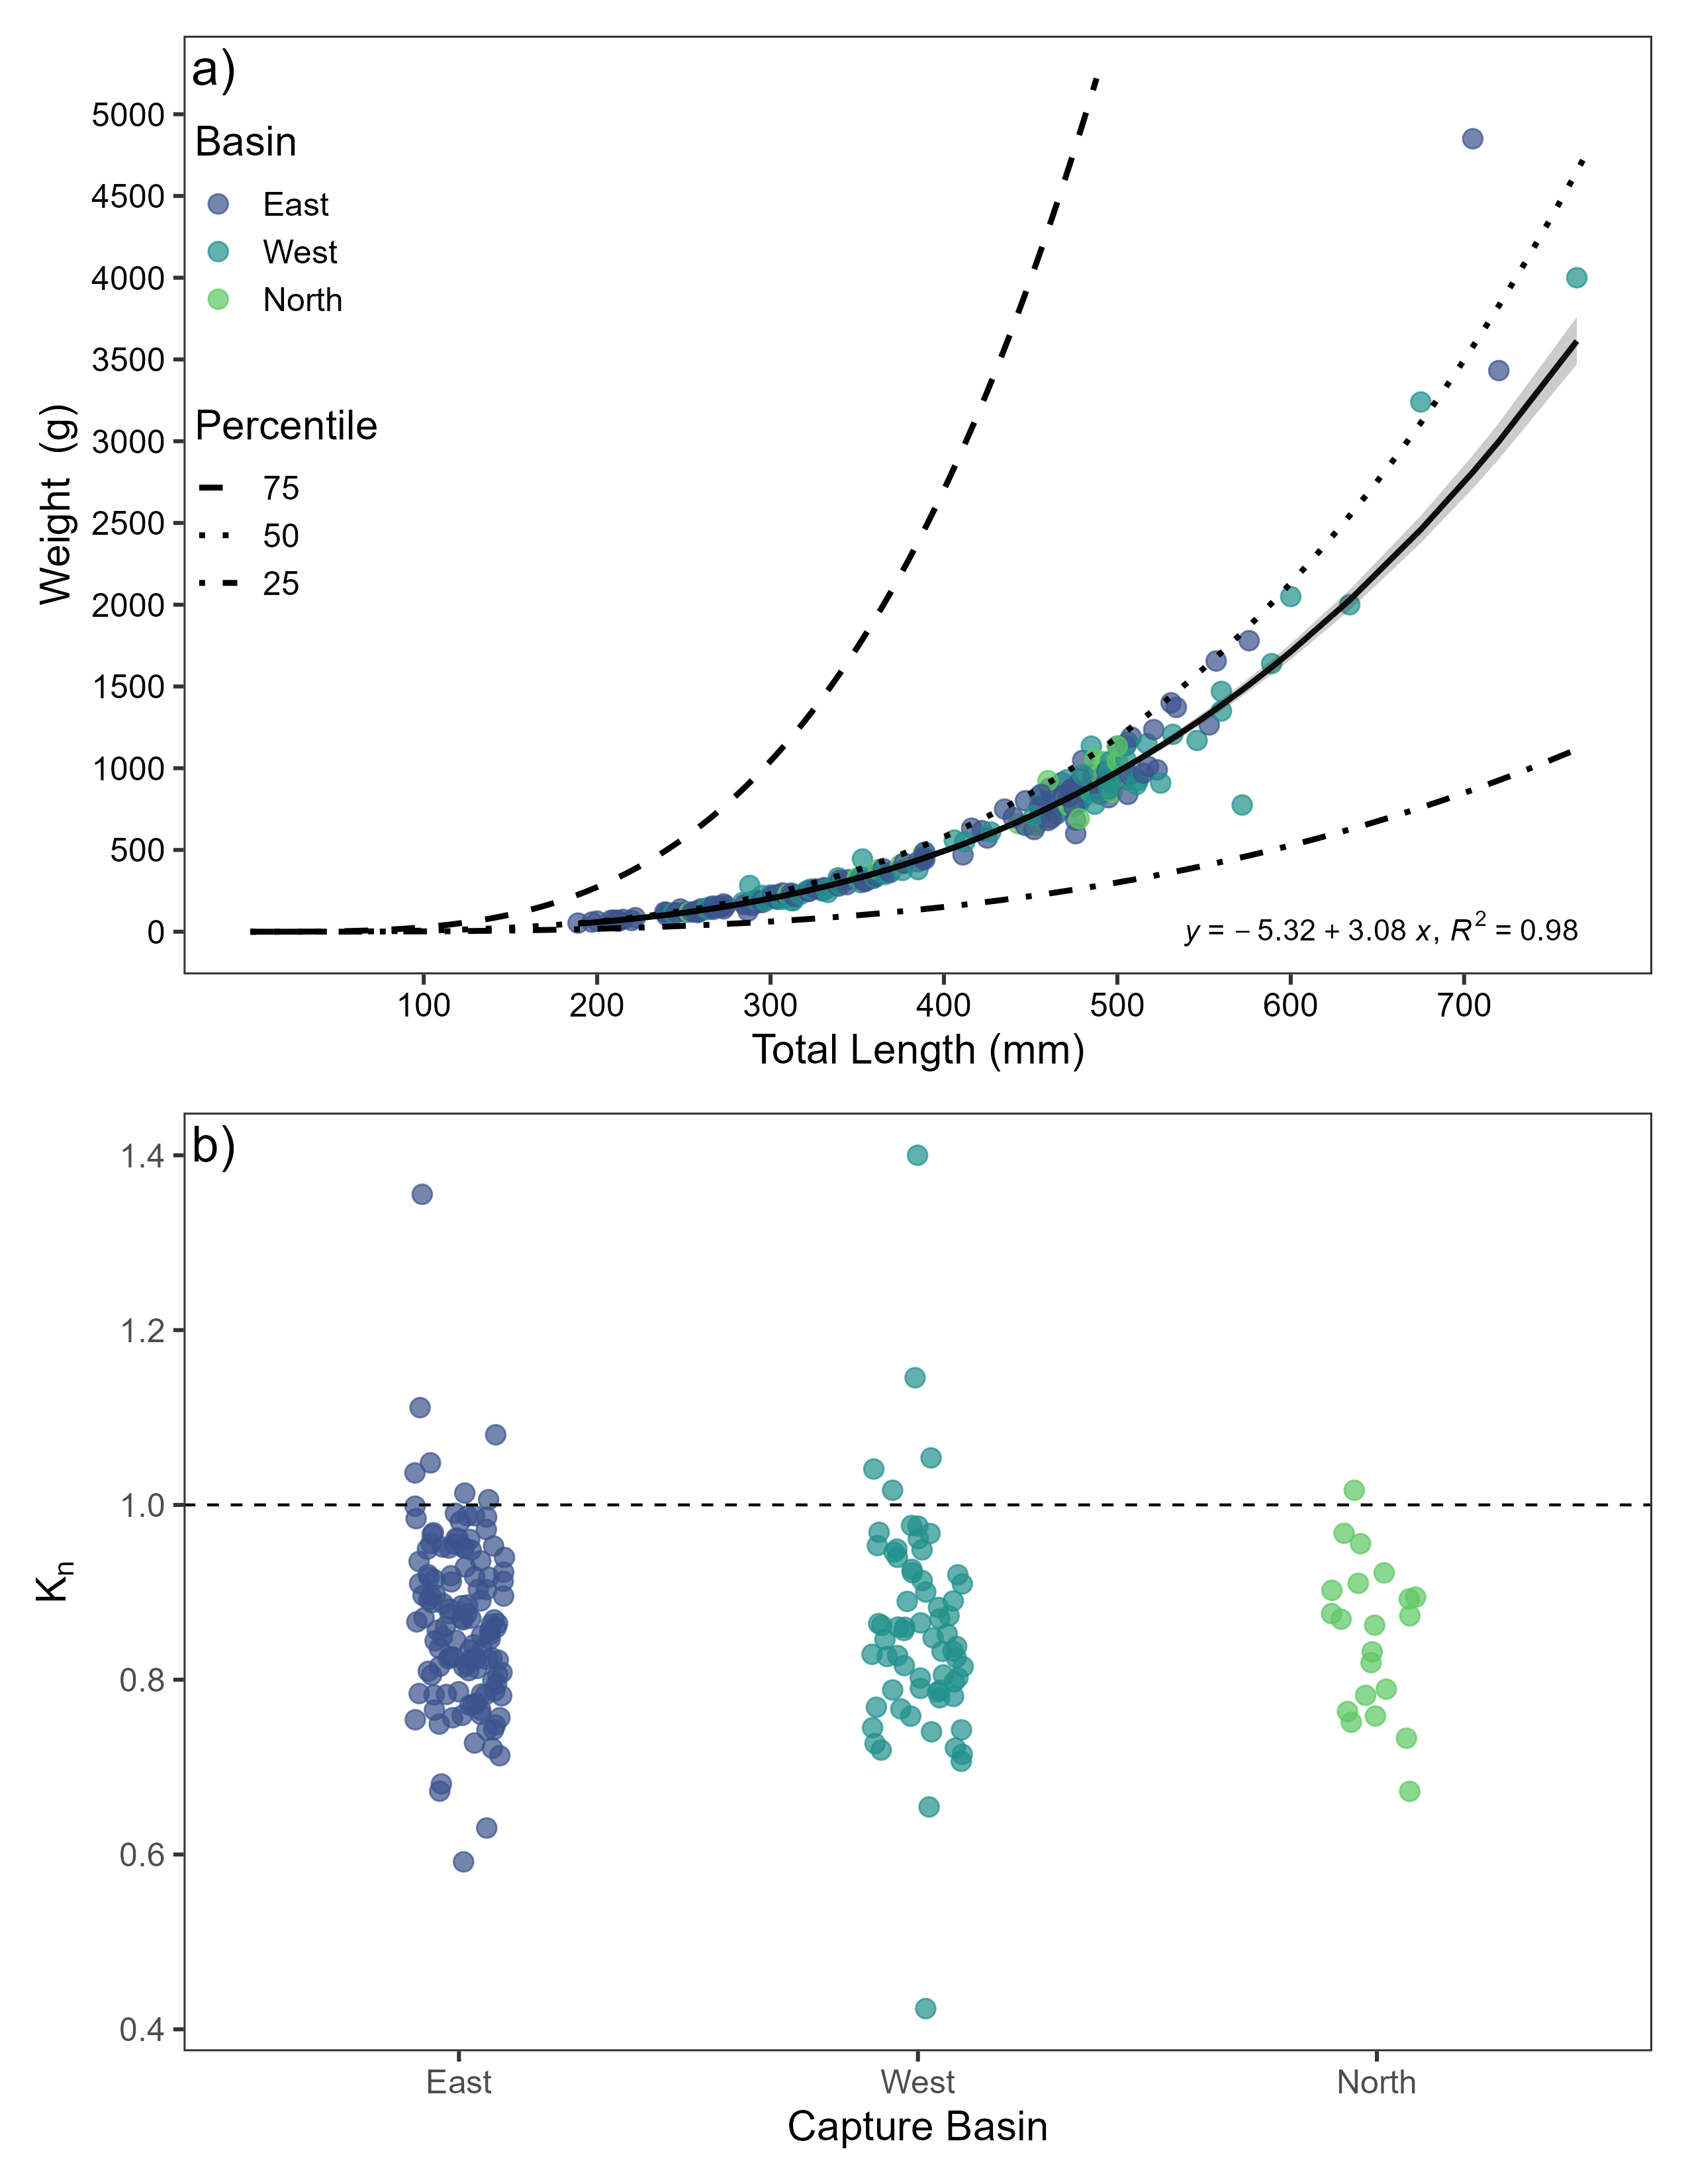 a)
Basin
East
West
North
Percentile
75
50
25
Weight (g)
5000
4500
4000
3500
3000
2500
2000
1500
1000
500
0
y = − 5.32 + 3.08 x, R² = 0.98
100 200 300 400 500 600 700
Total Length (mm)
b)
Kn
1.4
1.2
1.0
0.8
0.6
0.4
East West North
Capture Basin